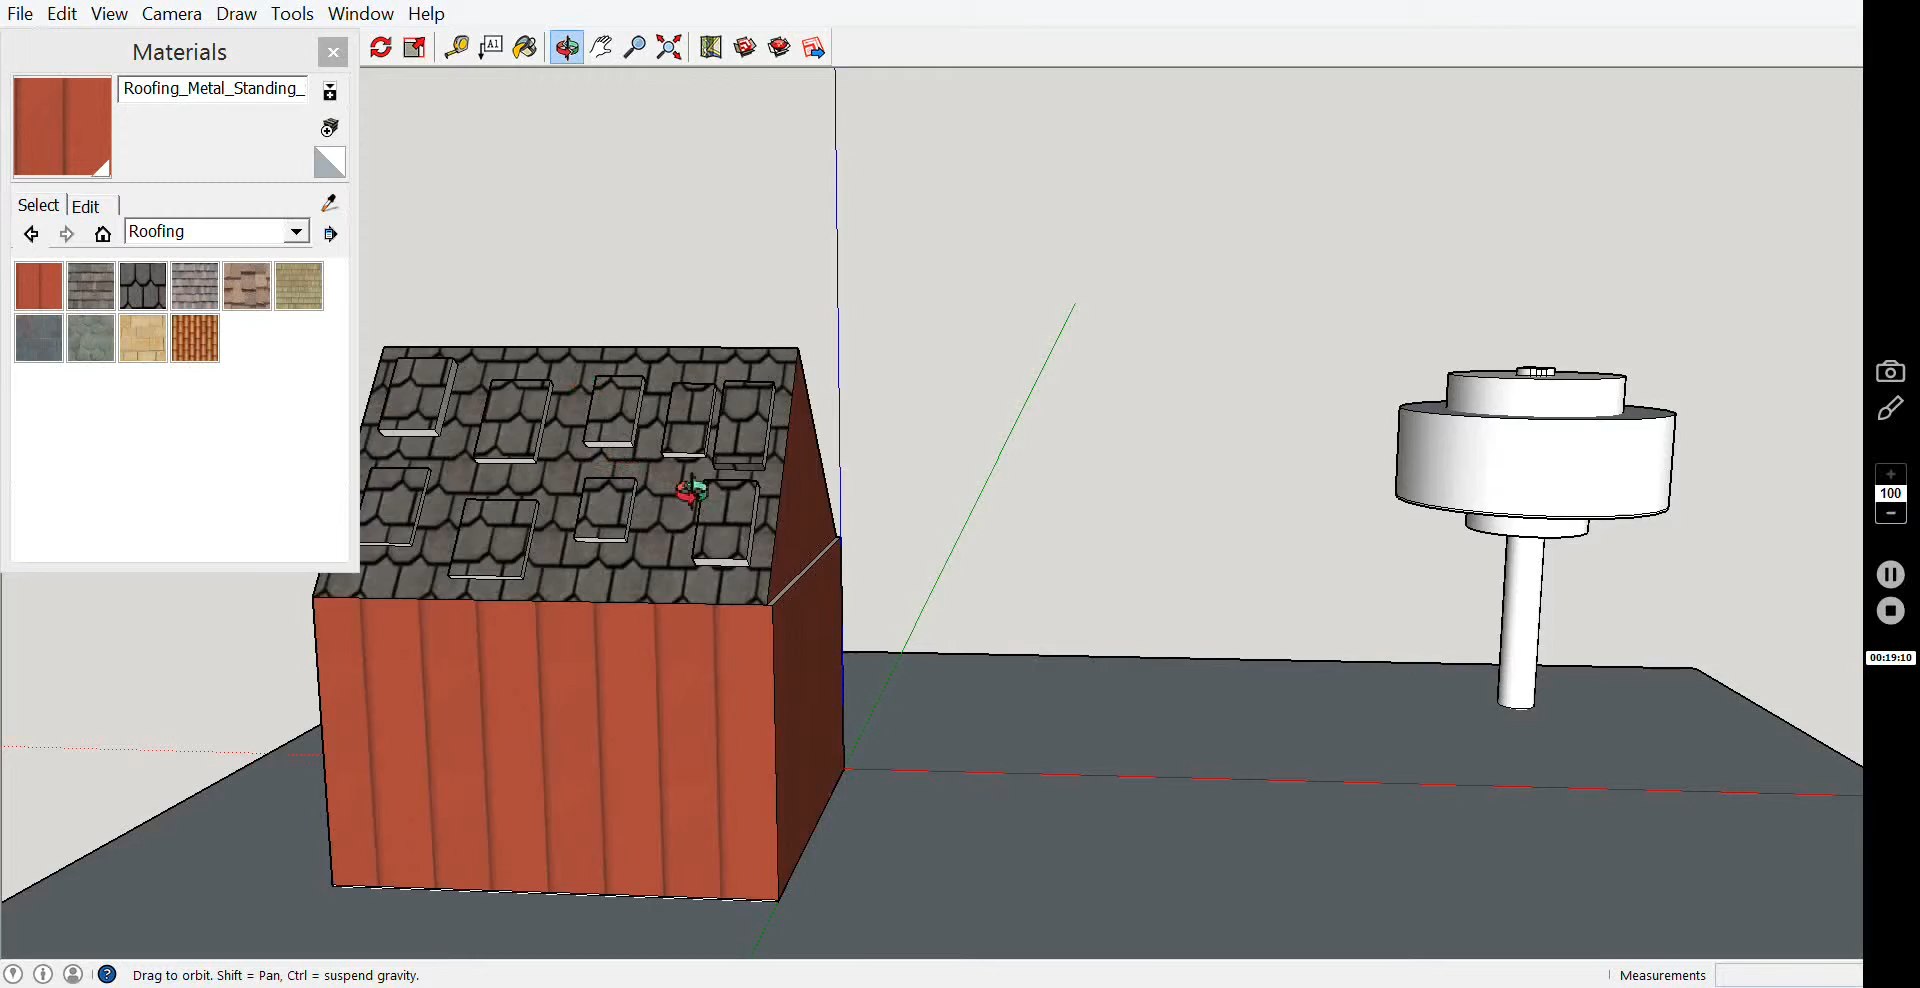 File Edit View Camera Draw Tools Window Help
Materials
A1
Roofing_Metal_Standing_
Select Edit
Roofing
100
00:19:10
Drag to orbit. Shift = Pan, Ctrl = suspend gravity.
Measurements